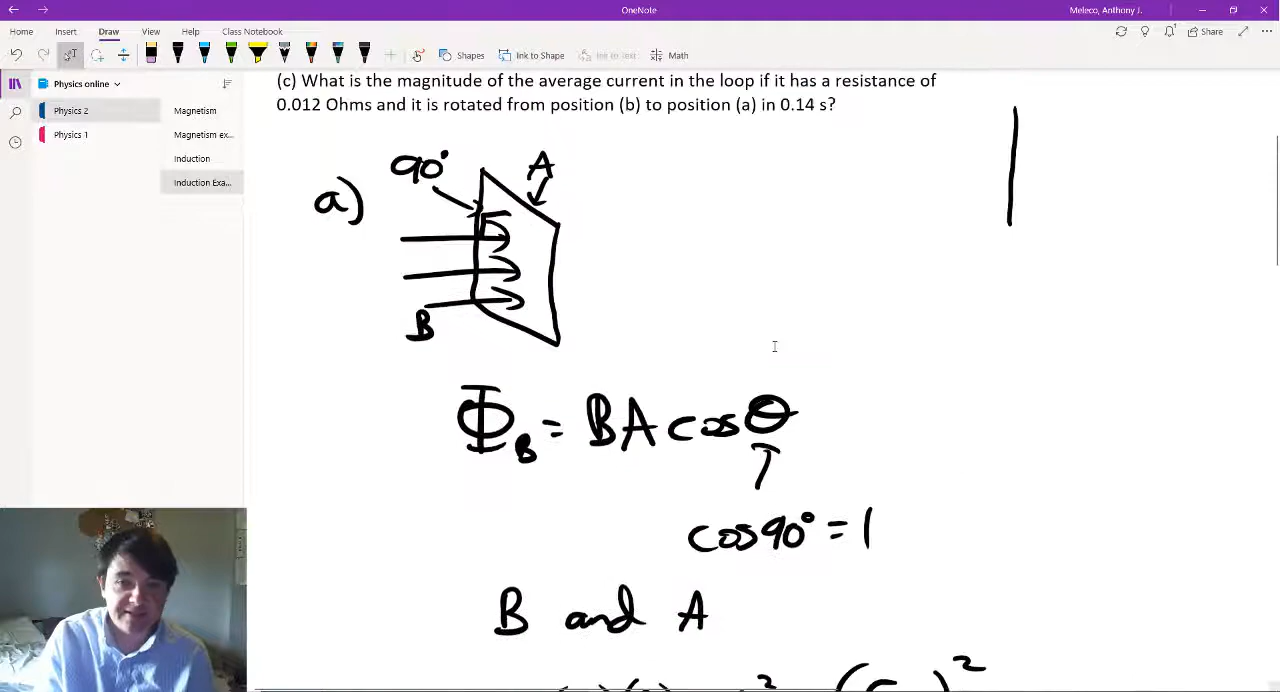 OneNote
Meleco, Anthony J.
Home Insert Draw View Help Class Notebook
Share
Shapes Ink to Shape Ink to Text Math
Physics online
Physics 2
Physics 1
Magnetism
Magnetism ex...
Induction
Induction Exa...
(c) What is the magnitude of the average current in the loop if it has a resistance of
0.012 Ohms and it is rotated from position (b) to position (a) in 0.14 s?
a)
90°
A
B
Φ_B = BA cosθ
cos90° = 1
B and A